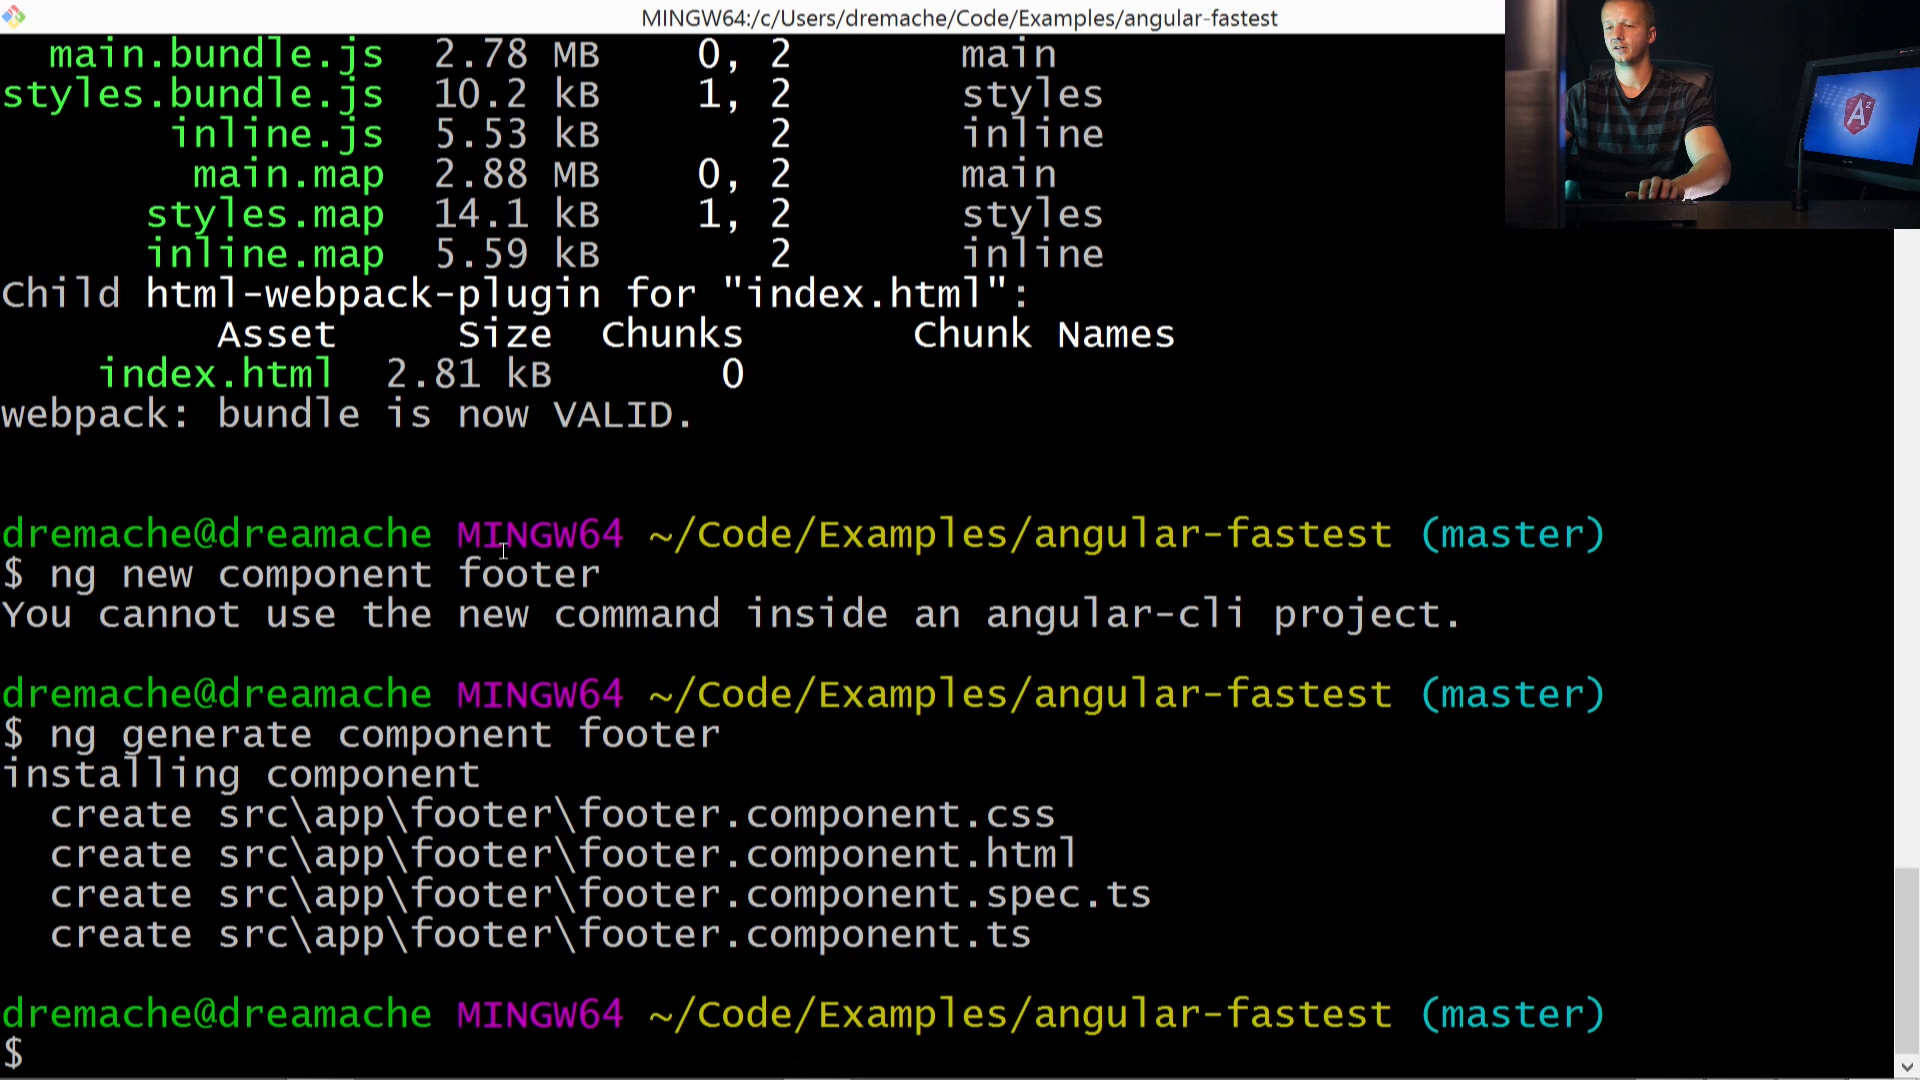 MINGW64:/c/Users/dremache/Code/Examples/angular-fastest
main.bundle.js 2.78 MB 0, 2 main
styles.bundle.js 10.2 kB 1, 2 styles
inline.js 5.53 kB 2 inline
main.map 2.88 MB 0, 2 main
styles.map 14.1 kB 1, 2 styles
inline.map 5.59 kB 2 inline
Child html-webpack-plugin for "index.html":
Asset Size Chunks Chunk Names
index.html 2.81 kB 0
webpack: bundle is now VALID.
dremache@dreamache MINGW64 ~/Code/Examples/angular-fastest (master)
$ ng new component footer
You cannot use the new command inside an angular-cli project.
dremache@dreamache MINGW64 ~/Code/Examples/angular-fastest (master)
$ ng generate component footer
installing component
create src\app\footer\footer.component.css
create src\app\footer\footer.component.html
create src\app\footer\footer.component.spec.ts
create src\app\footer\footer.component.ts
dremache@dreamache MINGW64 ~/Code/Examples/angular-fastest (master)
$
A2